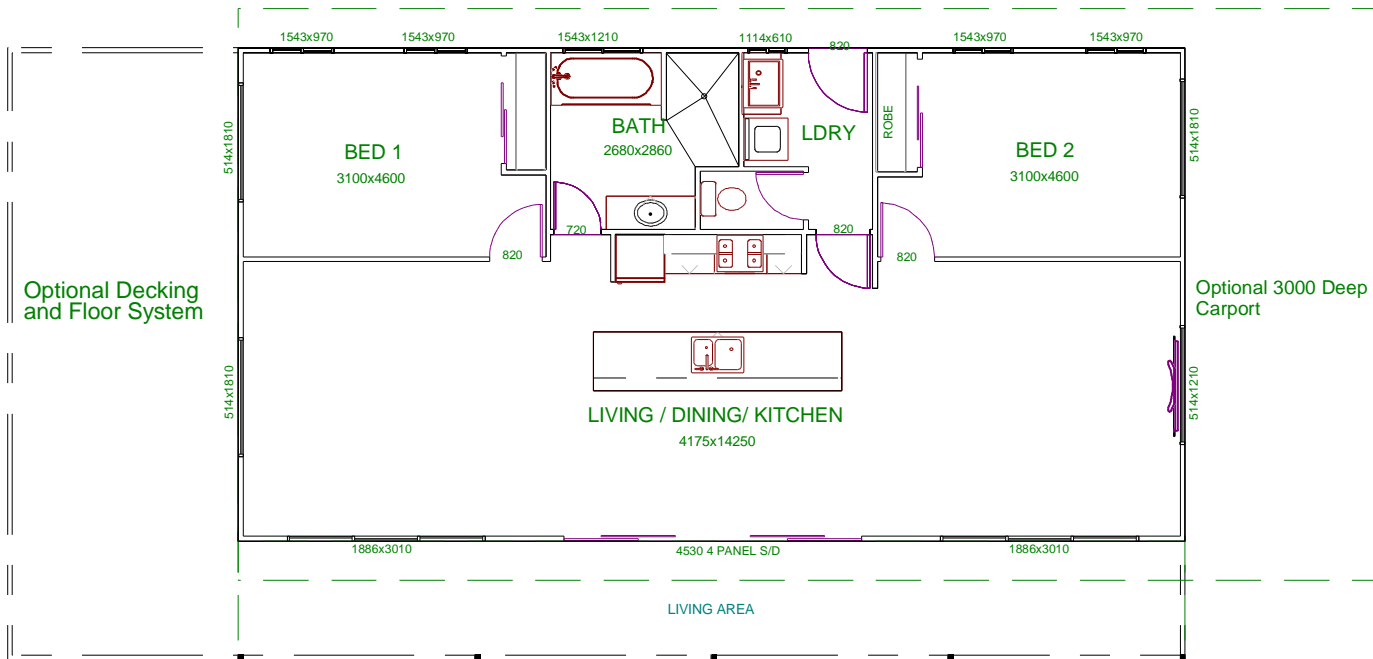 1543x970
1543x970
1543x1210
1114x610
820
1543x970
1543x970
514x1810
BED 1
3100x4600
BATH
2680x2860
LDRY
ROBE
BED 2
3100x4600
514x1810
820
720
820
820
Optional Decking
and Floor System
Optional 3000 Deep
Carport
514x1810
LIVING / DINING/ KITCHEN
4175x14250
514x1210
1886x3010
4530 4 PANEL S/D
1886x3010
LIVING AREA